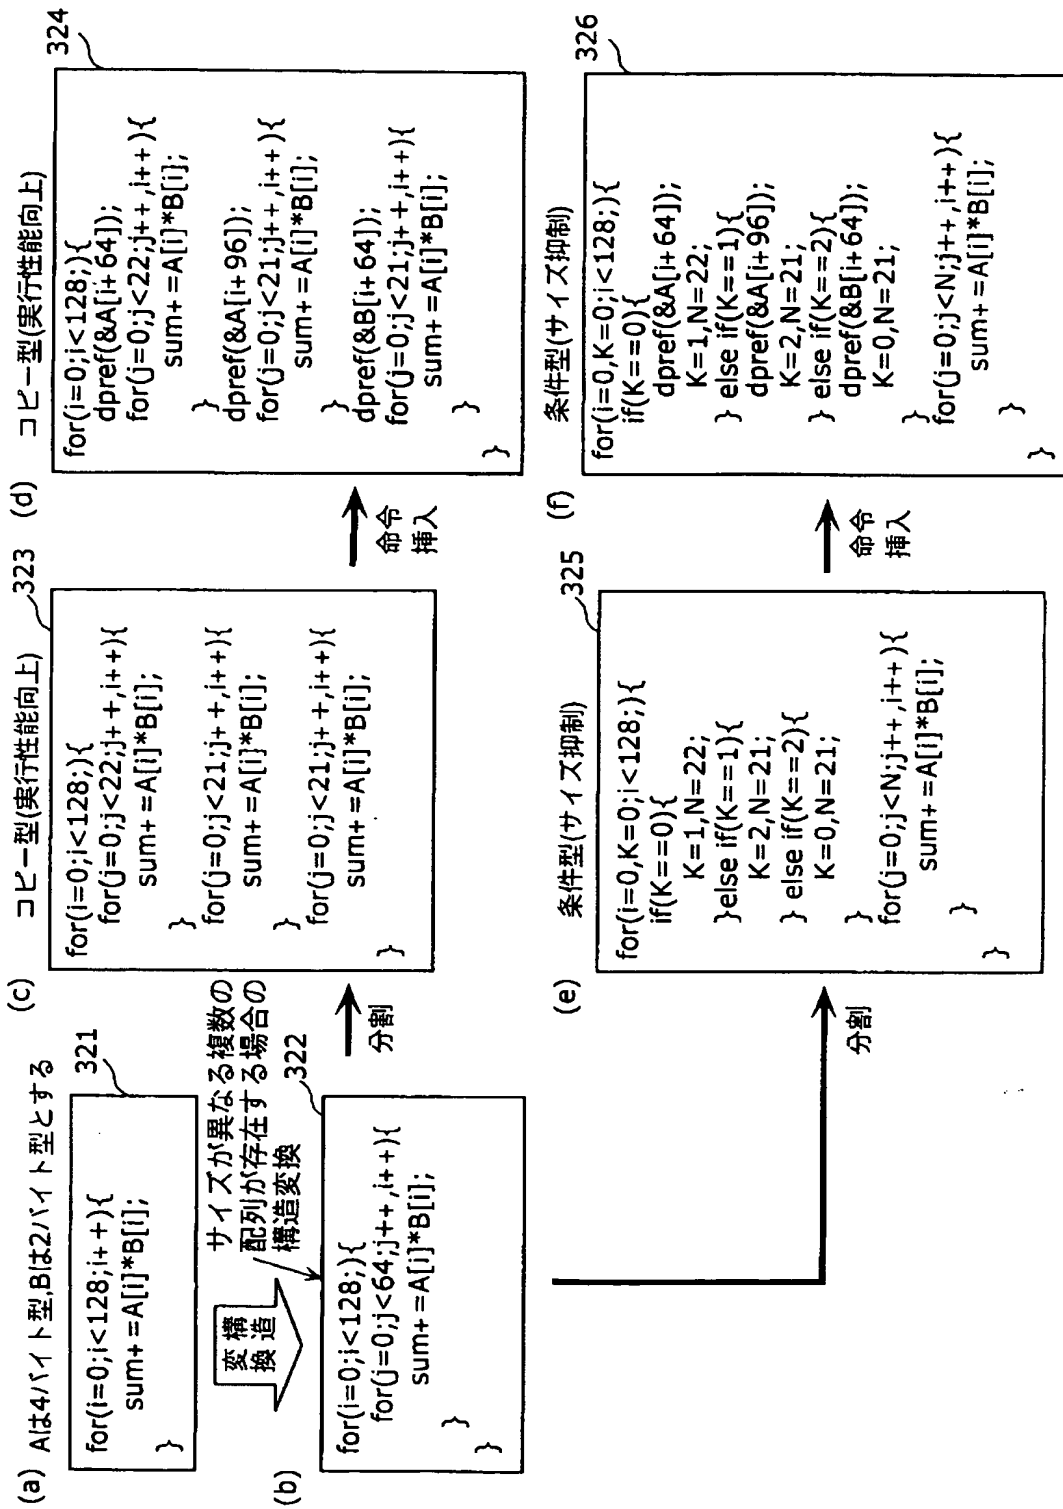 (a) Aは4バイト型,Bは2バイト型とする
321
for(i=0;i<128;i++){
sum+=A[i]*B[i];
}
変換
構造
サイズが異なる複数の
配列が存在する場合の
構造変換
(b)
322
for(i=0;i<128;){
for(j=0;j<64;j++,i++){
sum+=A[i]*B[i];
}
}
分割
(c) コピー型(実行性能向上)
323
for(i=0;i<128;){
for(j=0;j<22;j++,i++){
sum+=A[i]*B[i];
}
for(j=0;j<21;j++,i++){
sum+=A[i]*B[i];
}
for(j=0;j<21;j++,i++){
sum+=A[i]*B[i];
}
}
命令
挿入
(d) コピー型(実行性能向上)
324
for(i=0;i<128;){
dpref(&A[i+64]);
for(j=0;j<22;j++,i++){
sum+=A[i]*B[i];
}
dpref(&A[i+96]);
for(j=0;j<21;j++,i++){
sum+=A[i]*B[i];
}
dpref(&B[i+64]);
for(j=0;j<21;j++,i++){
sum+=A[i]*B[i];
}
}
分割
(e) 条件型(サイズ抑制)
325
for(i=0,K=0;i<128;){
if(K==0){
K=1,N=22;
}else if(K==1){
K=2,N=21;
} else if(K==2){
K=0,N=21;
}
for(j=0;j<N;j++,i++){
sum+=A[i]*B[i];
}
}
命令
挿入
(f) 条件型(サイズ抑制)
326
for(i=0,K=0;i<128;){
if(K==0){
dpref(&A[i+64]);
K=1,N=22;
} else if(K==1){
dpref(&A[i+96]);
K=2,N=21;
} else if(K==2){
dpref(&B[i+64]);
K=0,N=21;
}
for(j=0;j<N;j++,i++){
sum+=A[i]*B[i];
}
}